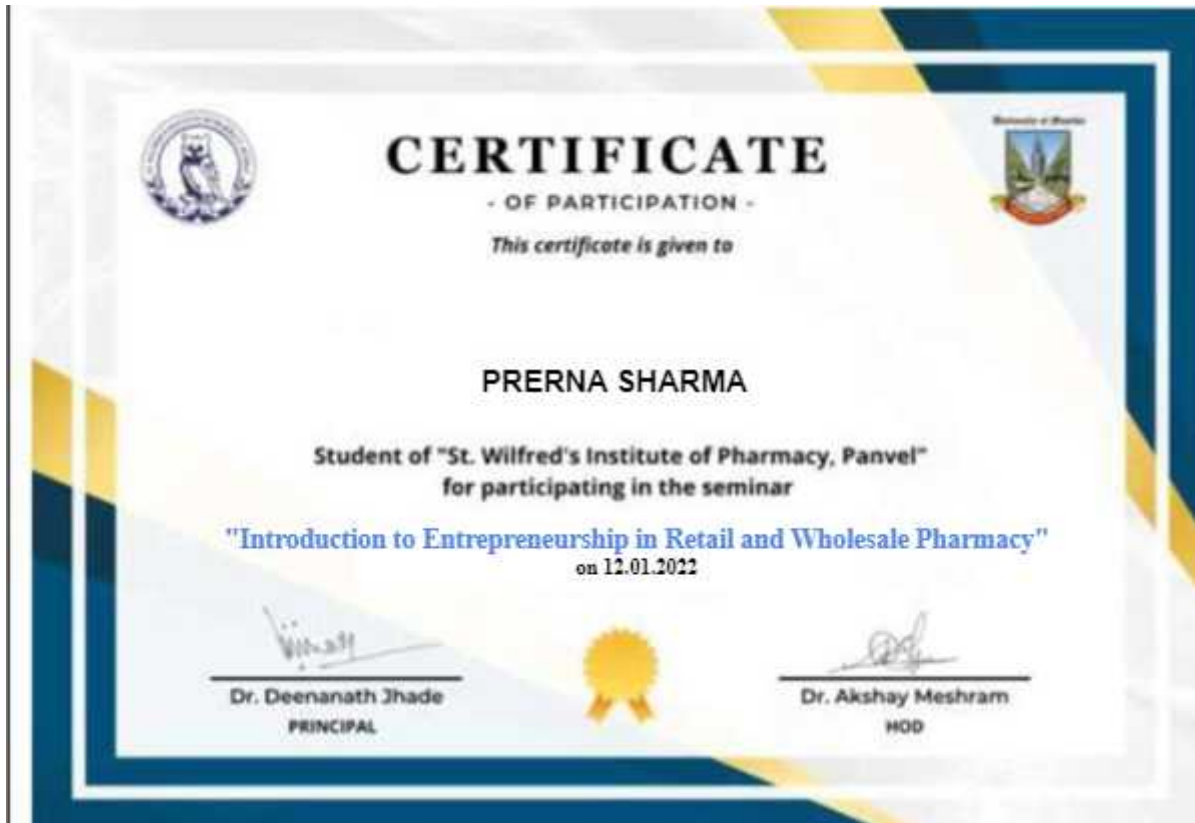 CERTIFICATE
- OF PARTICIPATION -
This certificate is given to
PRERNA SHARMA
Student of "St. Wilfred's Institute of Pharmacy, Panvel"
for participating in the seminar
"Introduction to Entrepreneurship in Retail and Wholesale Pharmacy"
on 12.01.2022
Dr. Deenanath Jhade
Dr. Akshay Meshram
PRINCIPAL
HOD